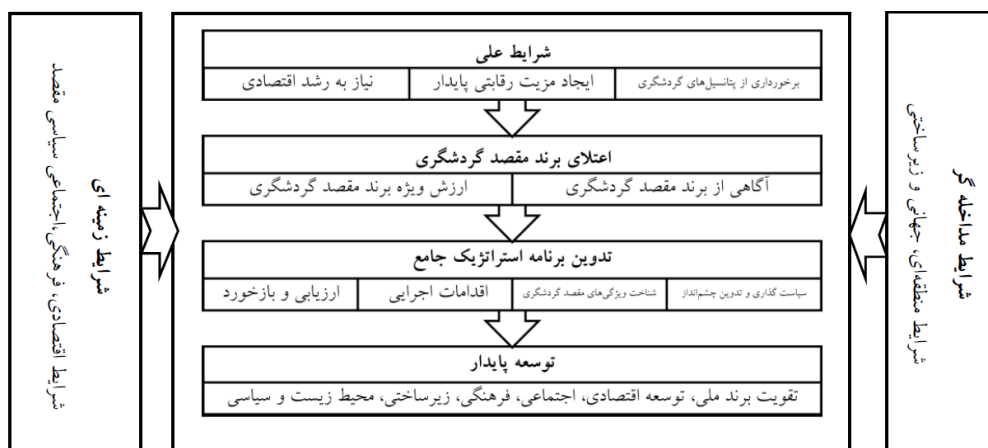 شرایط علی
برخورداری از پتانسیل‌های گردشگری
ایجاد مزیت رقابتی پایدار
نیاز به رشد اقتصادی
اعتلای برند مقصد گردشگری
آگاهی از برند مقصد گردشگری
ارزش ویژه برند مقصد گردشگری
تدوین برنامه استراتژیک جامع
سیاست گذاری و تدوین چشم‌انداز
شناخت ویژگی‌های مقصد گردشگری
اقدامات اجرایی
ارزیابی و بازخورد
توسعه پایدار
تقویت برند ملی، توسعه اقتصادی، اجتماعی، فرهنگی، زیرساختی، محیط زیست و سیاسی
شرایط مداخله گر
شرایط منطقه‌ای، جهانی و زیرساختی
شرایط زمینه ای
شرایط اقتصادی، فرهنگی،اجتماعی سیاسی مقصد